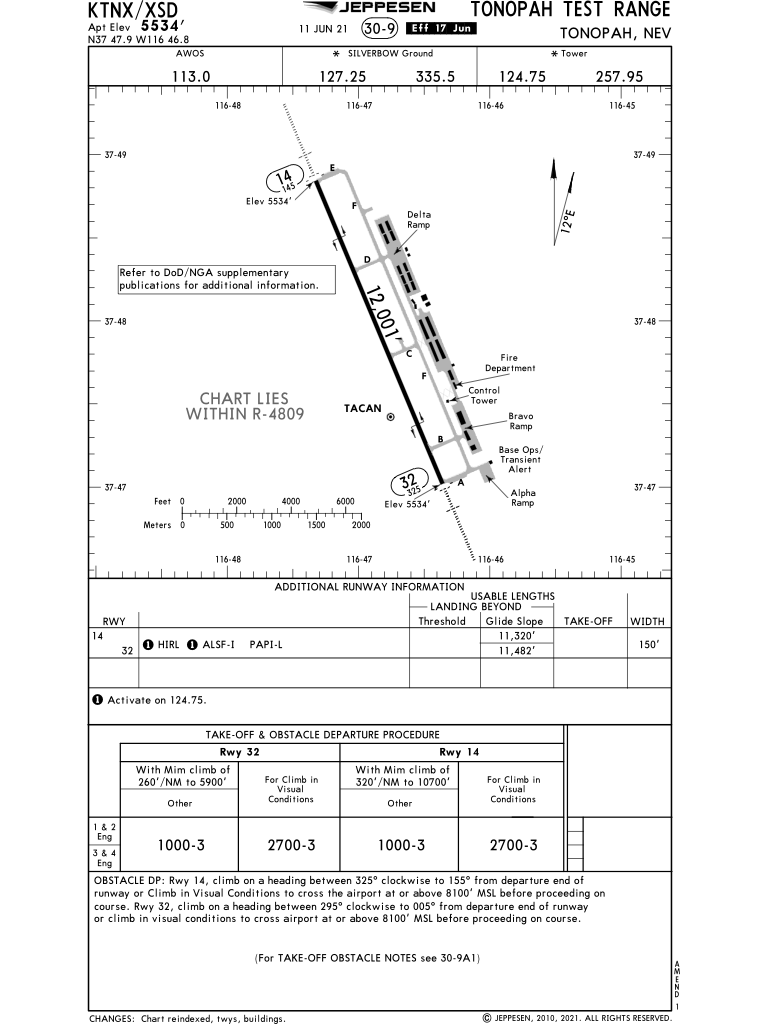 KTNX/XSD
Apt Elev 5534'
N37 47.9 W116 46.8
JEPPESEN
11 JUN 21 30-9 Eff 17 Jun
TONOPAH TEST RANGE
TONOPAH, NEV
AWOS
113.0
* SILVERBOW Ground
127.25 335.5
* Tower
124.75 257.95
116-48 116-47 116-46 116-45
37-49 37-49
14
145
Elev 5534'
E
F
Delta
Ramp
12°E
D
Refer to DoD/NGA supplementary
publications for additional information.
12,001'
37-48 37-48
C
Fire
Department
F
Control
Tower
CHART LIES
WITHIN R-4809
TACAN
Bravo
Ramp
B
Base Ops/
Transient
Alert
32
325
Elev 5534'
A
37-47 37-47
Alpha
Ramp
Feet 0 2000 4000 6000
Meters 0 500 1000 1500 2000
116-48 116-47 116-46 116-45
ADDITIONAL RUNWAY INFORMATION
USABLE LENGTHS
LANDING BEYOND
RWY Threshold Glide Slope TAKE-OFF WIDTH
14 11,320'
32 1 HIRL 1 ALSF-I PAPI-L 11,482' 150'
1 Activate on 124.75.
TAKE-OFF & OBSTACLE DEPARTURE PROCEDURE
Rwy 32 Rwy 14
With Mim climb of
260'/NM to 5900'
Other
For Climb in
Visual
Conditions
With Mim climb of
320'/NM to 10700'
Other
For Climb in
Visual
Conditions
1 & 2
Eng
3 & 4
Eng
1000-3 2700-3 1000-3 2700-3
OBSTACLE DP: Rwy 14, climb on a heading between 325° clockwise to 155° from departure end of
runway or Climb in Visual Conditions to cross the airport at or above 8100' MSL before proceeding on
course. Rwy 32, climb on a heading between 295° clockwise to 005° from departure end of runway
or climb in visual conditions to cross airport at or above 8100' MSL before proceeding on course.
(For TAKE-OFF OBSTACLE NOTES see 30-9A1)
AMEND 1
CHANGES: Chart reindexed, twys, buildings.
© JEPPESEN, 2010, 2021. ALL RIGHTS RESERVED.